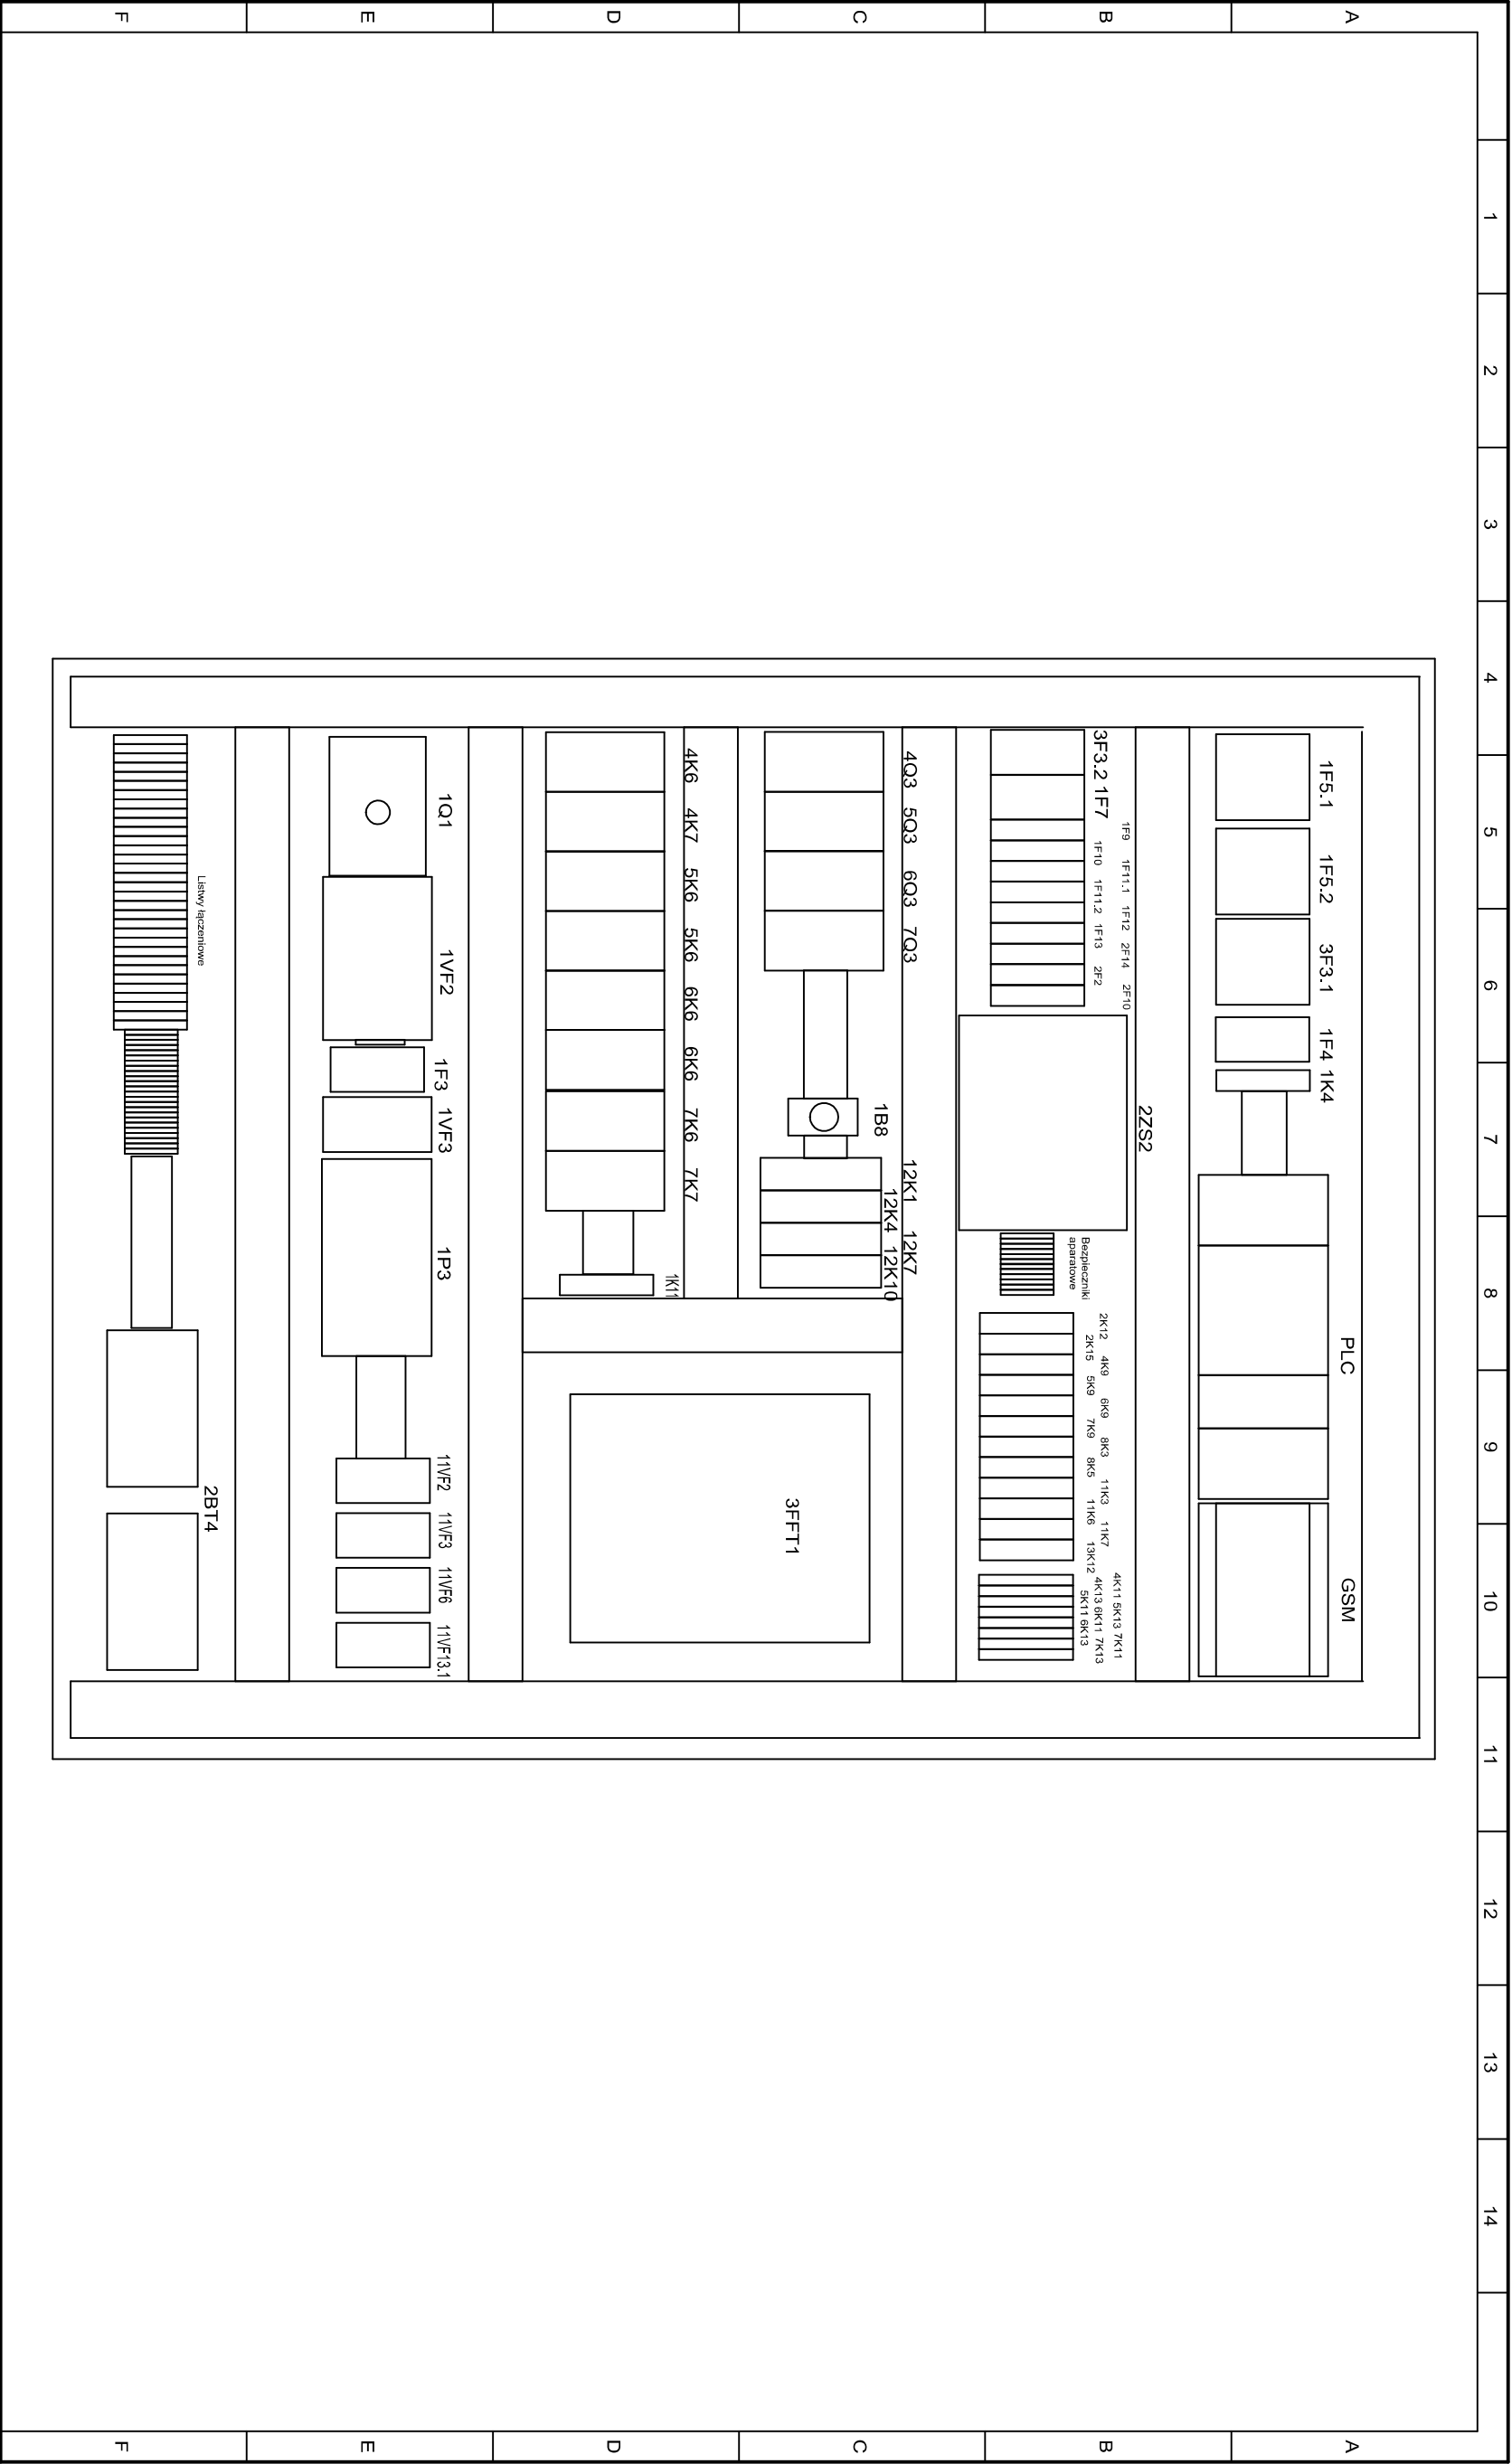 1 2 3 4 5 6 7 8 9 10 11 12 13 14
A A
1F5.1 1F5.2 3F3.1 1F4 1K4 PLC GSM
2ZS2
B B
1F9 1F11.1 1F12 2F14 2F10
3F3.2 1F7 1F10 1F11.2 1F13 2F2
Bezpieczniki
aparatowe
2K12 4K9 6K9 8K3 11K3 11K7
2K15 5K9 7K9 8K5 11K6 13K12
4K11 5K13 7K11
4K13 6K11 7K13
5K11 6K13
C C
4Q3 5Q3 6Q3 7Q3 12K1 12K7
1B8 12K4 12K10
3FFT1
D D
4K6 4K7 5K6 5K6 6K6 6K6 7K6 7K7
1K11
E E
1Q1 1VF2 1F3 1VF3 1P3 11VF2 11VF3 11VF6 11VF13.1
2BT4
Listwy łączeniowe
F F